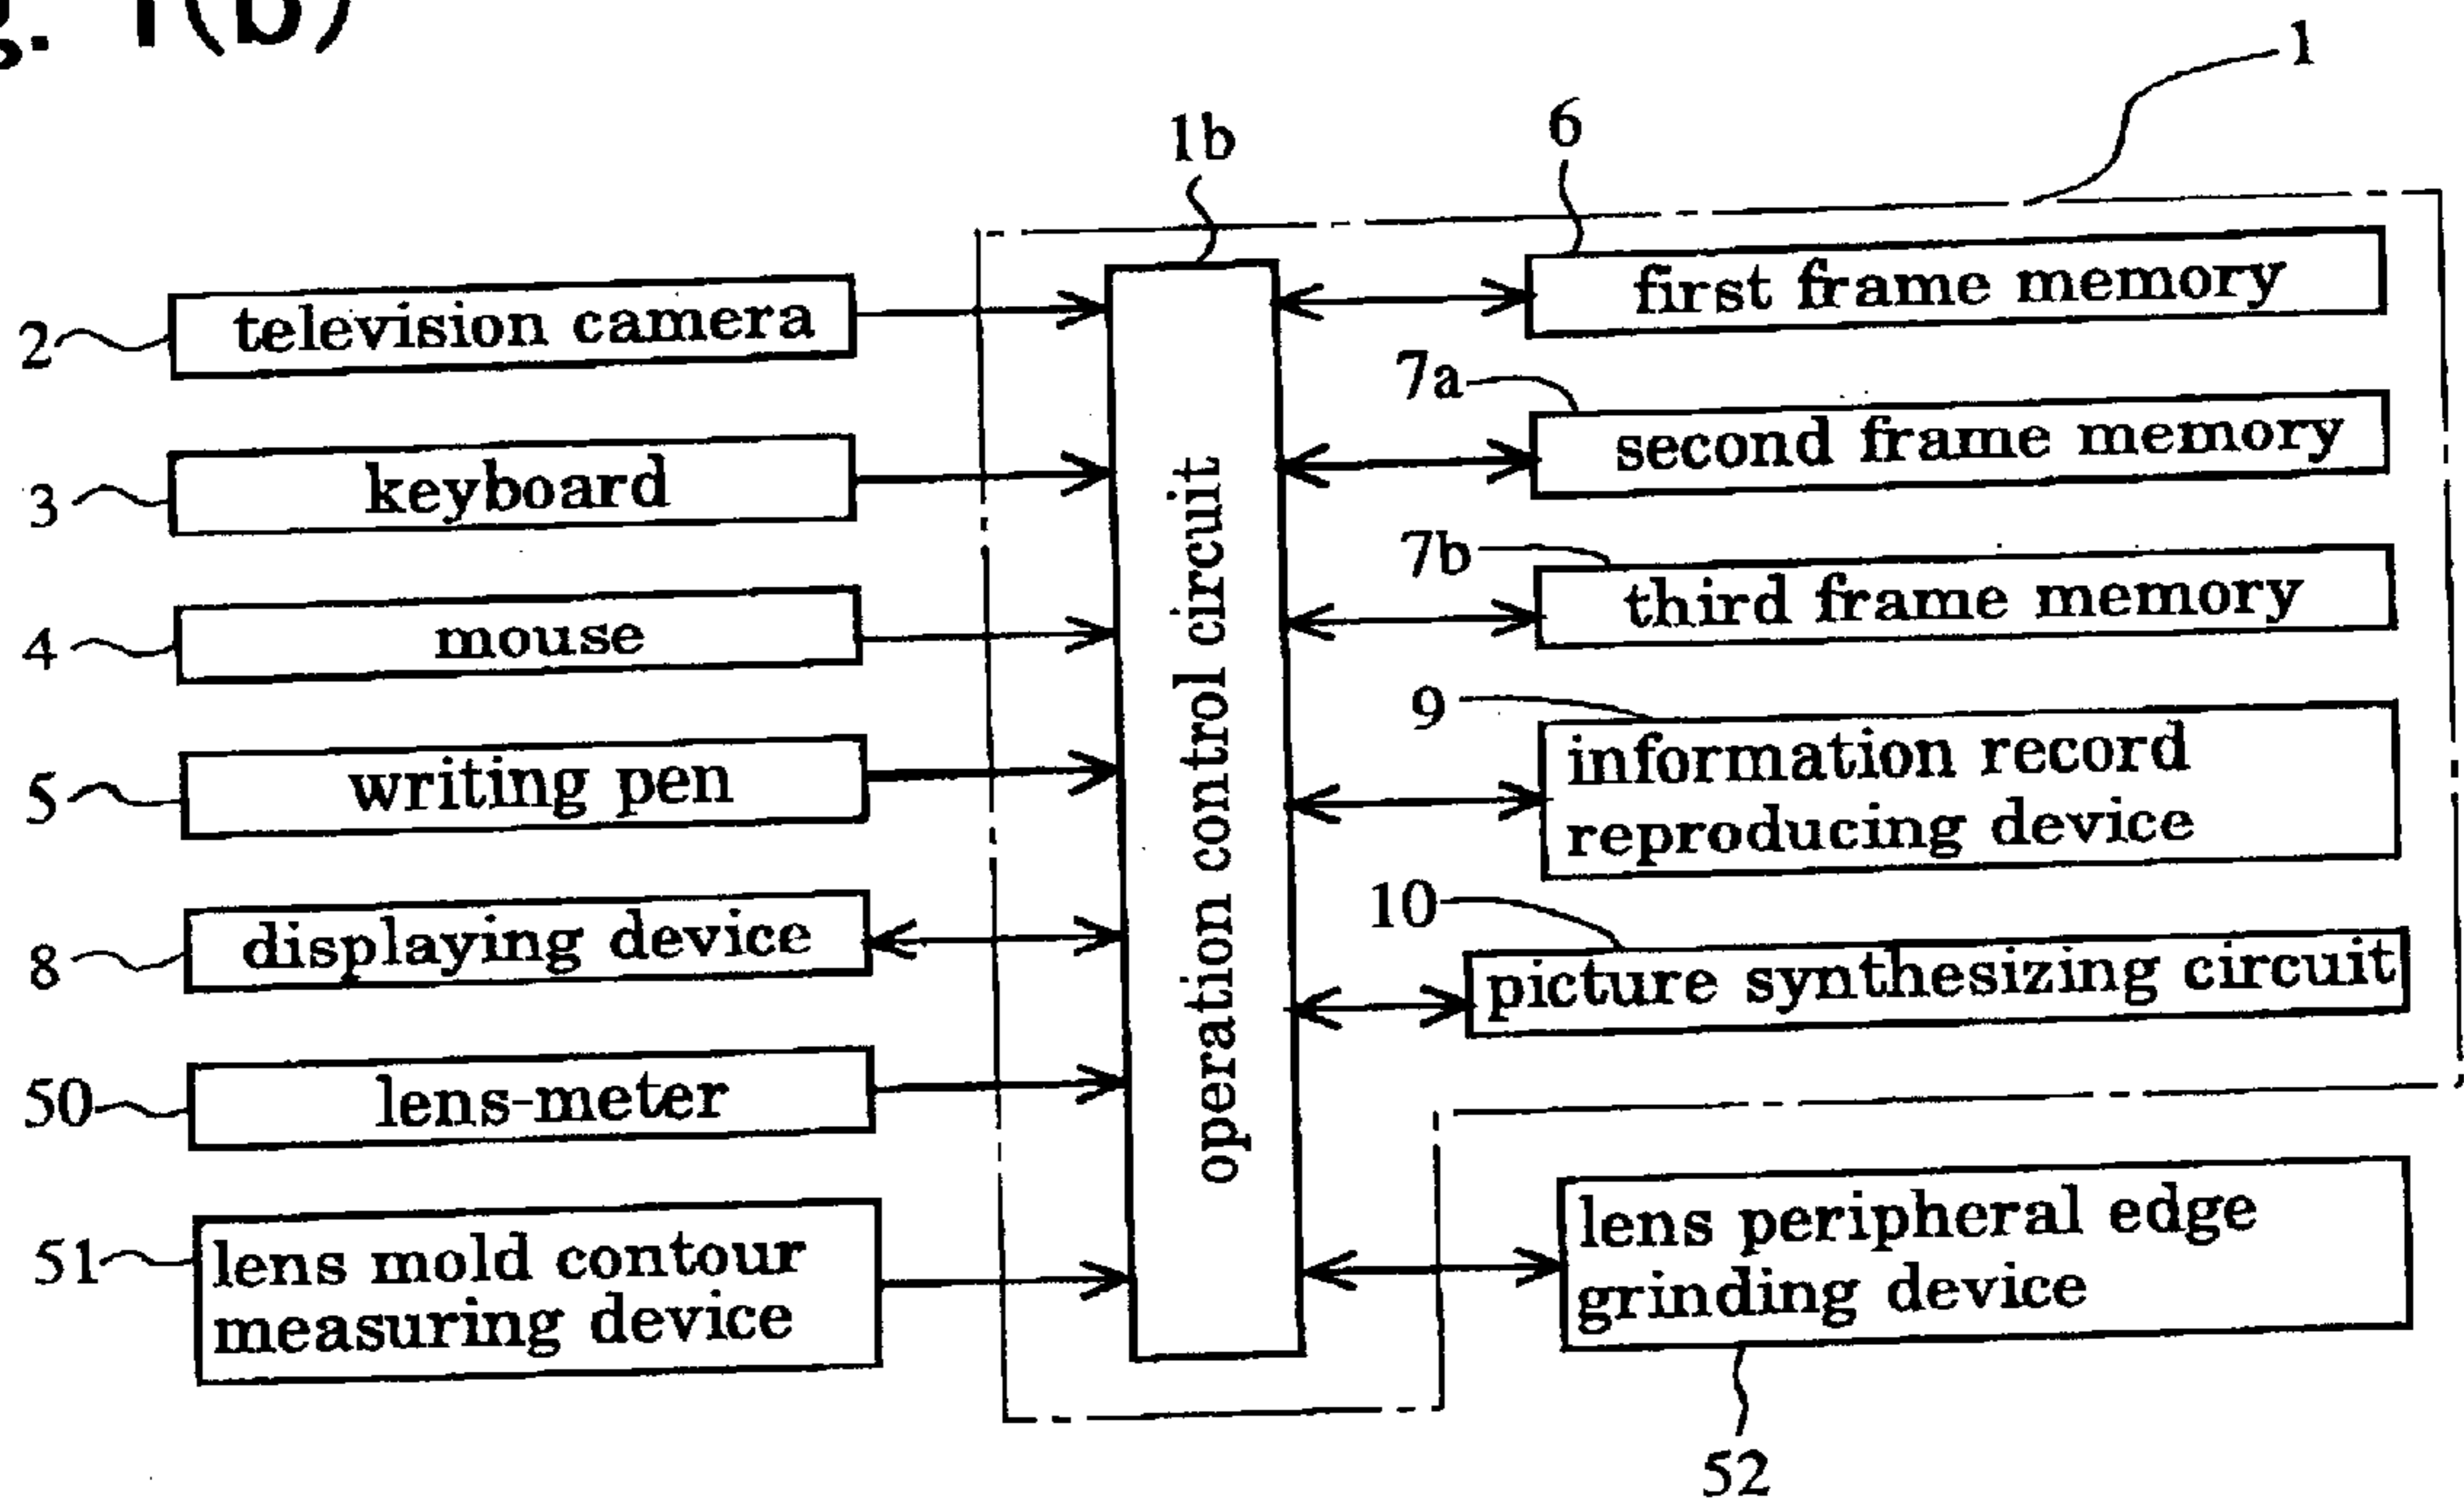 g. 1(b)
1
1b
6
2
television camera
first frame memory
7a
3
keyboard
second frame memory
7b
4
mouse
third frame memory
9
5
writing pen
information record
reproducing device
operation control circuit
10
8
displaying device
picture synthesizing circuit
50
lens-meter
51
lens mold contour
measuring device
lens peripheral edge
grinding device
52